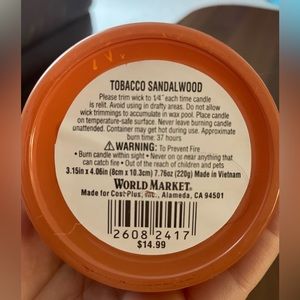 TOBACCO SANDALWOOD
Please trim wick to 1/4" each time candle
is relit. Avoid using in drafty areas. Do not allow
wick trimmings to accumulate in wax pool. Place candle
on temperature-safe surface. Never leave burning candle
unattended. Container may get hot during use. Approximate
burn time: 37 hours
⚠WARNING: To Prevent Fire
• Burn candle within sight • Never on or near anything that
can catch fire • Out of the reach of children and pets
3.15in x 4.06in (8cm x 10.3cm) 7.76oz (220g) Made in Vietnam
WORLD MARKET.
Made for Cost Plus, Inc., Alameda, CA 94501
2608 2417
$14.99